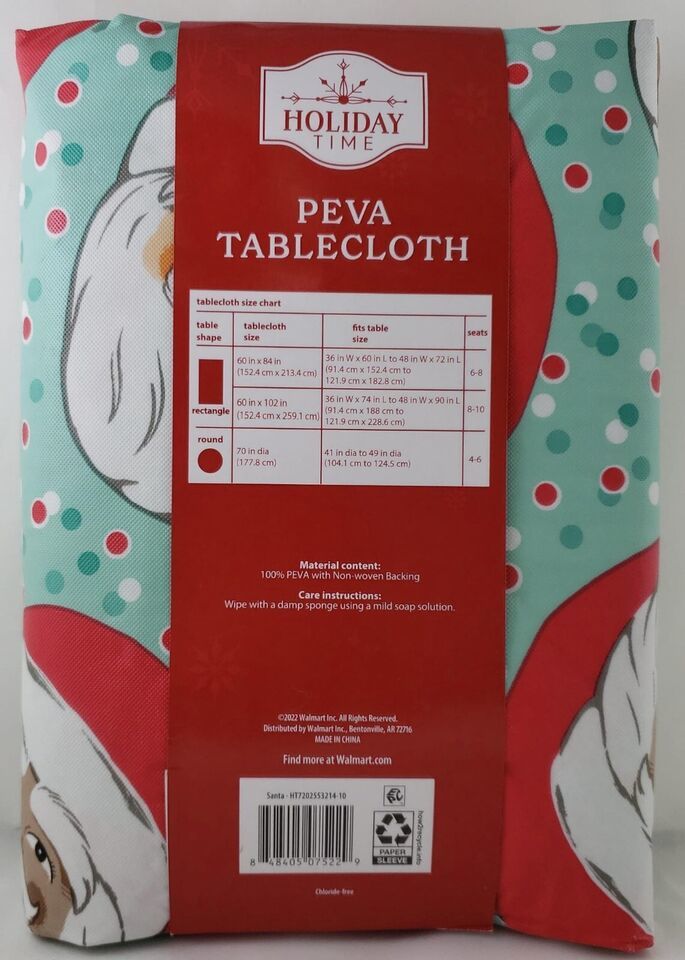 HOLIDAY
TIME
PEVA
TABLECLOTH
tablecloth size chart
table shape
tablecloth size
fits table size
seats
rectangle
60 in x 84 in
(152.4 cm x 213.4 cm)
36 in W x 60 in L to 48 in W x 72 in L
(91.4 cm x 152.4 cm to
121.9 cm x 182.8 cm)
6-8
60 in x 102 in
(152.4 cm x 259.1 cm)
36 in W x 74 in L to 48 in W x 90 in L
(91.4 cm x 188 cm to
121.9 cm x 228.6 cm)
8-10
round
70 in dia
(177.8 cm)
41 in dia to 49 in dia
(104.1 cm to 124.5 cm)
4-6
Material content:
100% PEVA with Non-woven Backing
Care instructions:
Wipe with a damp sponge using a mild soap solution.
©2022 Walmart Inc. All Rights Reserved.
Distributed by Walmart Inc., Bentonville, AR 72716
MADE IN CHINA
Find more at Walmart.com
Santa - HT7202553214-10
8 48405 07522 9
PAPER
SLEEVE
how2recycle.info
Chloride-free